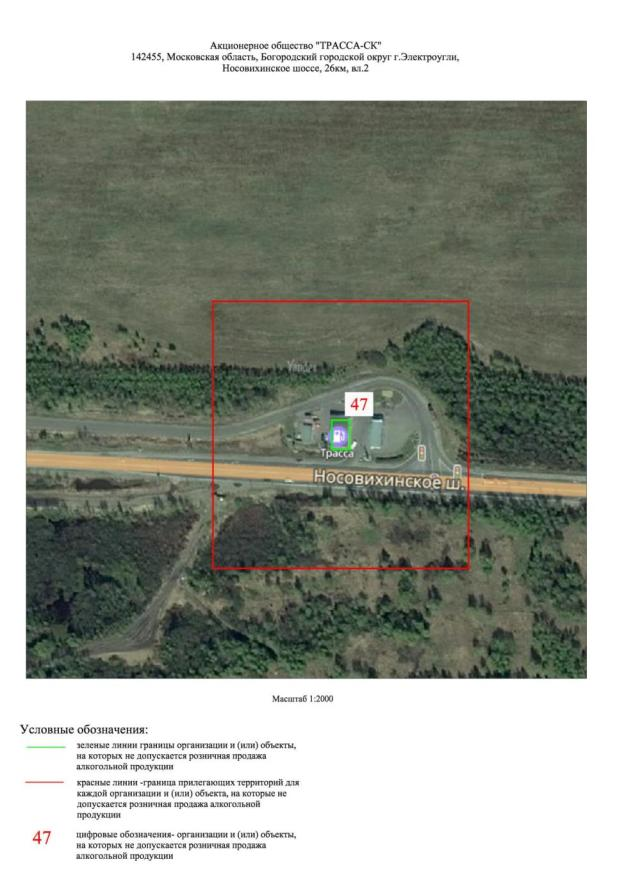 Акционерное общество "ТРАССА-СК"
142455, Московская область, Богородский городской округ г.Электроугли,
Носовихинское шоссе, 26км, вл.2
Yandex
47
Трасса
Носовихинское ш.
Масштаб 1:2000
Условные обозначения:
зеленые линии границы организации и (или) объекты,
на которых не допускается розничная продажа
алкогольной продукции
красные линии -граница прилегающих территорий для
каждой организации и (или) объекта, на которые не
допускается розничная продажа алкогольной
продукции
47
цифровые обозначения- организации и (или) объекты,
на которых не допускается розничная продажа
алкогольной продукции